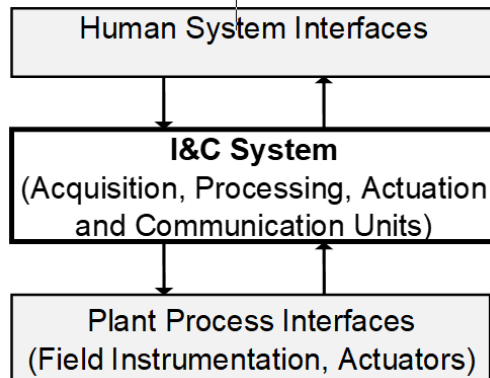 Human System Interfaces
I&C System
(Acquisition, Processing, Actuation
and Communication Units)
Plant Process Interfaces
(Field Instrumentation, Actuators)